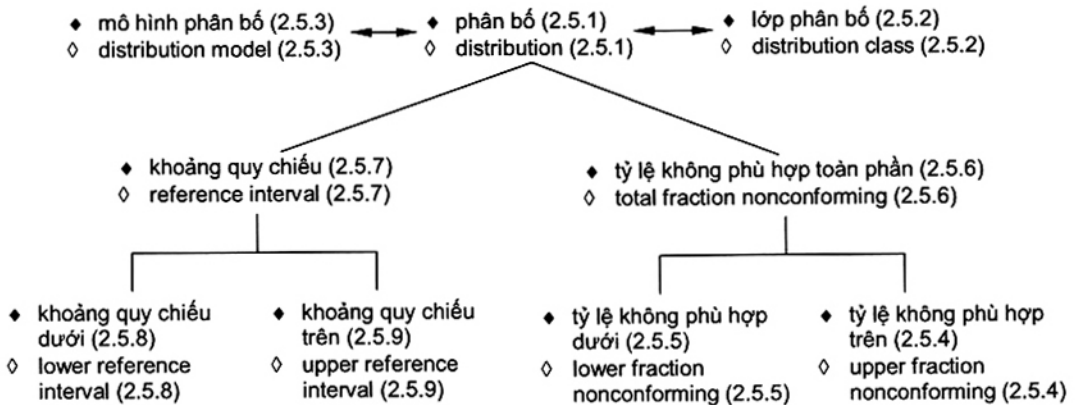 ◆ mô hình phân bố (2.5.3)
◇ distribution model (2.5.3)
◆ phân bố (2.5.1)
◇ distribution (2.5.1)
◆ lớp phân bố (2.5.2)
◇ distribution class (2.5.2)
◆ khoảng quy chiếu (2.5.7)
◇ reference interval (2.5.7)
◆ tỷ lệ không phù hợp toàn phần (2.5.6)
◇ total fraction nonconforming (2.5.6)
◆ khoảng quy chiếu
dưới (2.5.8)
◇ lower reference
interval (2.5.8)
◆ khoảng quy chiếu
trên (2.5.9)
◇ upper reference
interval (2.5.9)
◆ tỷ lệ không phù hợp
dưới (2.5.5)
◇ lower fraction
nonconforming (2.5.5)
◆ tỷ lệ không phù hợp
trên (2.5.4)
◇ upper fraction
nonconforming (2.5.4)